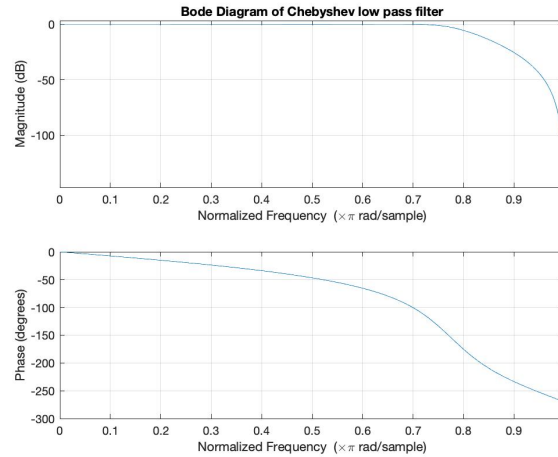 Bode Diagram of Chebyshev low pass filter
0
-50
-100
Magnitude (dB)
0 0.1 0.2 0.3 0.4 0.5 0.6 0.7 0.8 0.9
Normalized Frequency (×π rad/sample)
0
-50
-100
-150
-200
-250
-300
Phase (degrees)
0 0.1 0.2 0.3 0.4 0.5 0.6 0.7 0.8 0.9
Normalized Frequency (×π rad/sample)